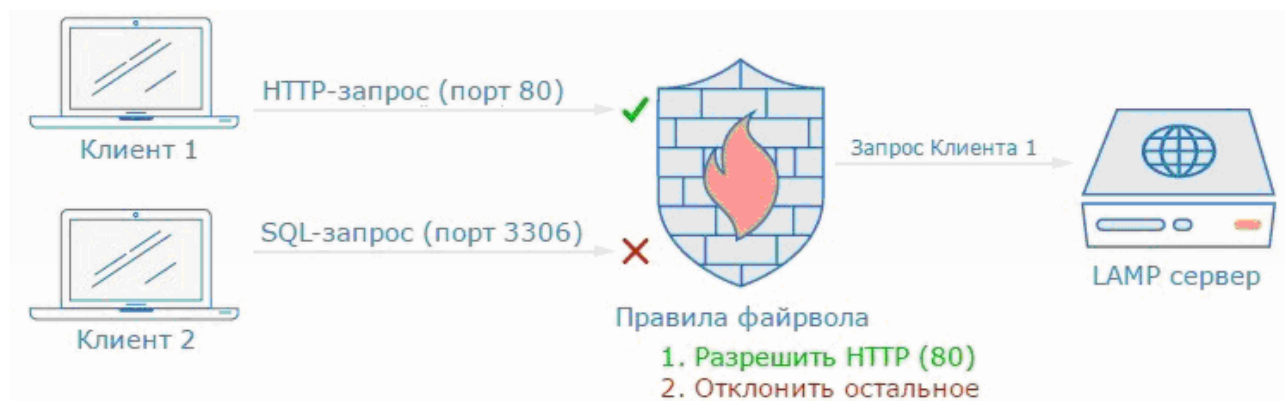 HTTP-запрос (порт 80)
Клиент 1
Запрос Клиента 1
SQL-запрос (порт 3306)
LAMP сервер
Клиент 2
Правила файрвола
1. Разрешить HTTP (80)
2. Отклонить остальное